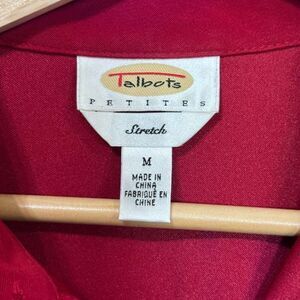 Talbots
PETITES
Stretch
M
MADE IN
CHINA
FABRIQUÉ EN
CHINE